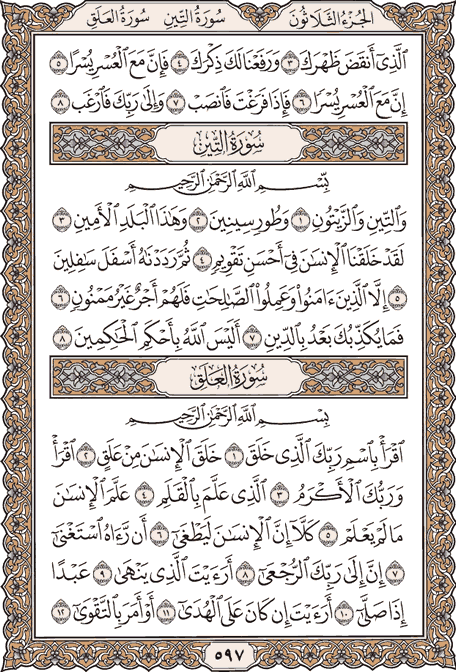 الجُزءُ الثَّلَاثُونَ سُورَةُ التِّينِ سُورَةُ العَلَقِ
ٱلَّذِىٓ أَنقَضَ ظَهْرَكَ ٣ وَرَفَعْنَا لَكَ ذِكْرَكَ ٤ فَإِنَّ مَعَ ٱلْعُسْرِ يُسْرًا ٥
إِنَّ مَعَ ٱلْعُسْرِ يُسْرًا ٦ فَإِذَا فَرَغْتَ فَٱنصَبْ ٧ وَإِلَىٰ رَبِّكَ فَٱرْغَب ٨
سُورَةُ التِّينِ
بِسْمِ ٱللَّهِ ٱلرَّحْمَٰنِ ٱلرَّحِيمِ
وَٱلتِّينِ وَٱلزَّيْتُونِ ١ وَطُورِ سِينِينَ ٢ وَهَٰذَا ٱلْبَلَدِ ٱلْأَمِينِ ٣
لَقَدْ خَلَقْنَا ٱلْإِنسَٰنَ فِىٓ أَحْسَنِ تَقْوِيمٍ ٤ ثُمَّ رَدَدْنَٰهُ أَسْفَلَ سَٰفِلِينَ
٥ إِلَّا ٱلَّذِينَ ءَامَنُوا۟ وَعَمِلُوا۟ ٱلصَّٰلِحَٰتِ فَلَهُمْ أَجْرٌ غَيْرُ مَمْنُونٍ ٦
فَمَا يُكَذِّبُكَ بَعْدُ بِٱلدِّينِ ٧ أَلَيْسَ ٱللَّهُ بِأَحْكَمِ ٱلْحَٰكِمِينَ ٨
سُورَةُ العَلَقِ
بِسْمِ ٱللَّهِ ٱلرَّحْمَٰنِ ٱلرَّحِيمِ
ٱقْرَأْ بِٱسْمِ رَبِّكَ ٱلَّذِى خَلَقَ ١ خَلَقَ ٱلْإِنسَٰنَ مِنْ عَلَقٍ ٢ ٱقْرَأْ
وَرَبُّكَ ٱلْأَكْرَمُ ٣ ٱلَّذِى عَلَّمَ بِٱلْقَلَمِ ٤ عَلَّمَ ٱلْإِنسَٰنَ
مَا لَمْ يَعْلَمْ ٥ كَلَّآ إِنَّ ٱلْإِنسَٰنَ لَيَطْغَىٰٓ ٦ أَن رَّءَاهُ ٱسْتَغْنَىٰٓ
٧ إِنَّ إِلَىٰ رَبِّكَ ٱلرُّجْعَىٰٓ ٨ أَرَءَيْتَ ٱلَّذِى يَنْهَىٰ ٩ عَبْدًا
إِذَا صَلَّىٰٓ ١٠ أَرَءَيْتَ إِن كَانَ عَلَى ٱلْهُدَىٰٓ ١١ أَوْ أَمَرَ بِٱلتَّقْوَىٰٓ ١٢
٥٩٧